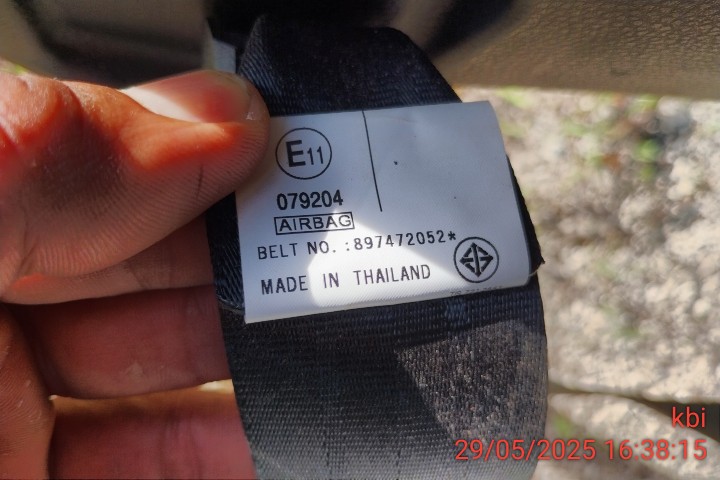 E11
079204
AIRBAG
BELT NO. :897472052*
MADE IN THAILAND
kbi
29/05/2025 16:38:15